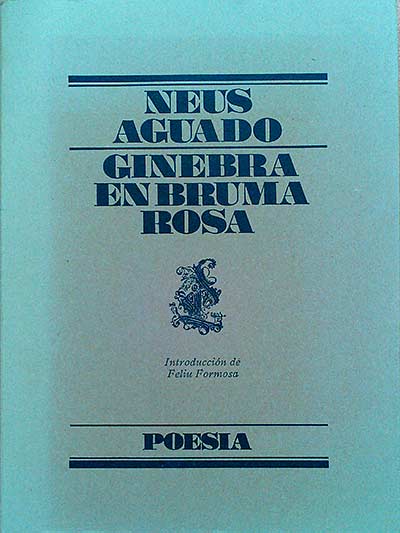 NEUS
AGUADO
GINEBRA
EN BRUMA
ROSA
Introducción de
Feliu Formosa
POESIA